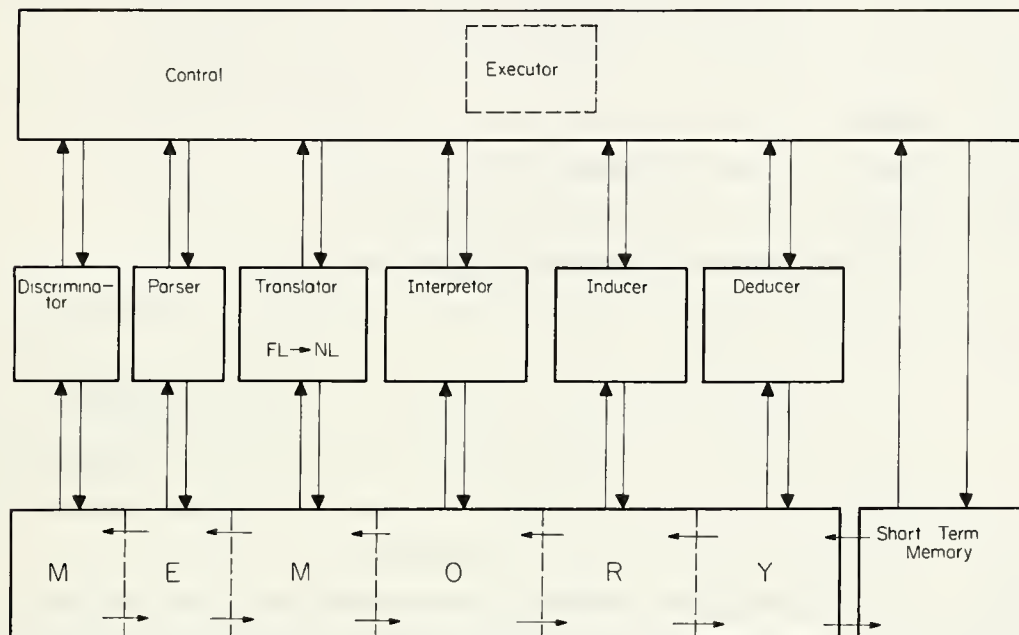 Control
Executor
Discrimina-
tor
Parser
Translator
FL→NL
Interpretor
Inducer
Deducer
M E M O R Y
Short Term
Memory